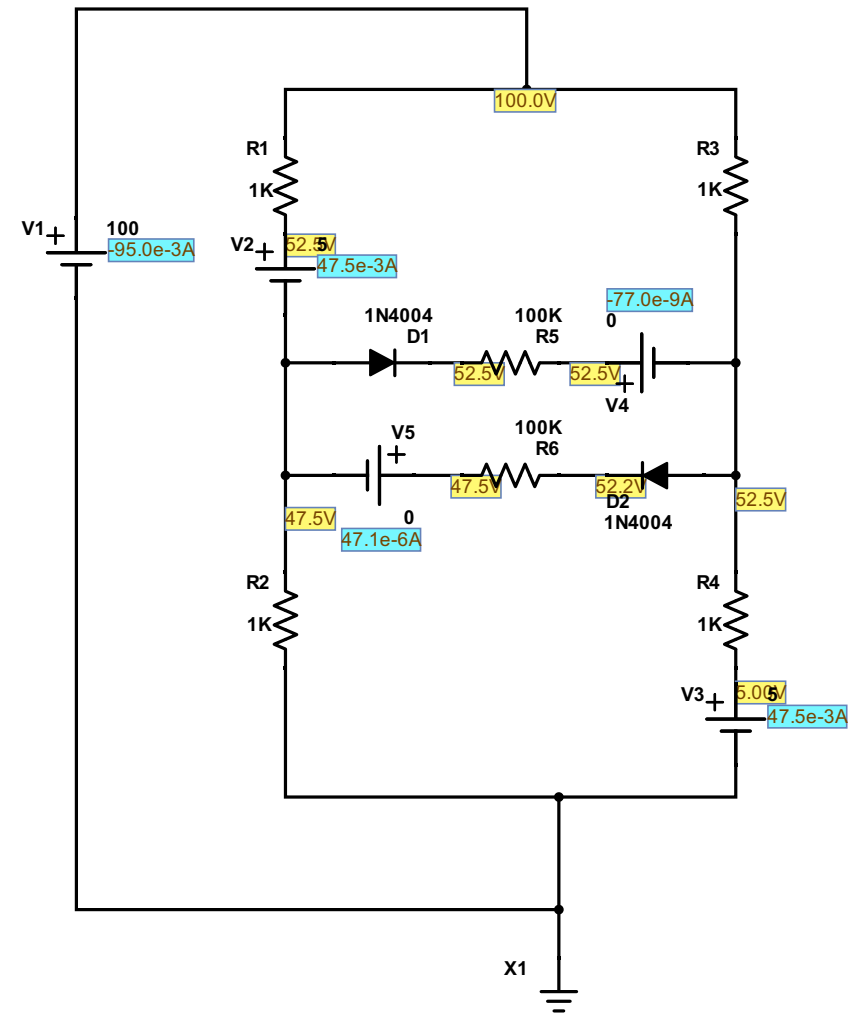 100.0V
R1
1K
R3
1K
V1
+
100
-95.0e-3A
V2
+
52.5V
5
47.5e-3A
-77.0e-9A
0
1N4004
D1
100K
R5
52.5V
52.5V
+
V4
V5
+
100K
R6
47.5V
52.2V
D2
1N4004
52.5V
47.5V
0
47.1e-6A
R2
1K
R4
1K
V3
+
5.00V
5
47.5e-3A
X1